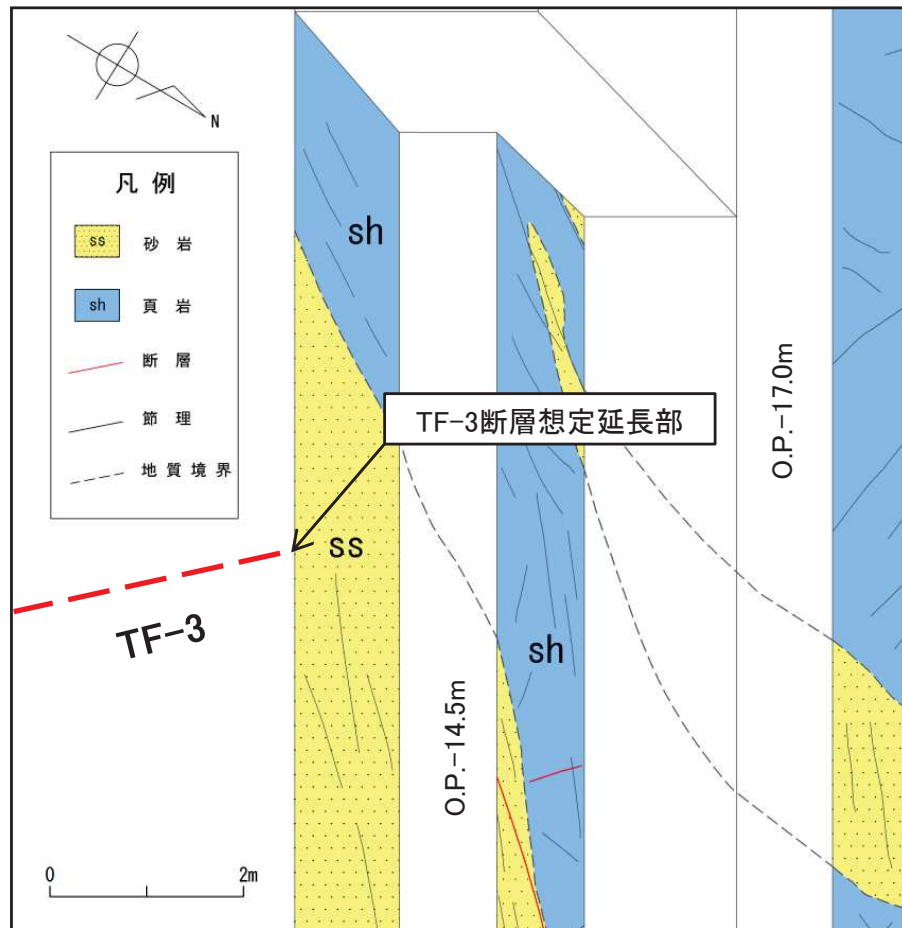 N
凡 例
ss 砂 岩
sh 頁 岩
断 層
節 理
地 質 境 界
0 2m
sh
TF-3断層想定延長部
ss
TF-3
sh
O.P.-14.5m
O.P.-17.0m